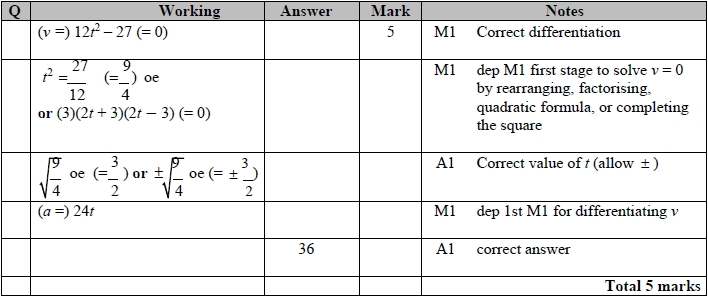 Q Working Answer Mark Notes
(v =) 12t² – 27 (= 0) 5 M1 Correct differentiation
t² = 27/12 (= 9/4) oe
or (3)(2t + 3)(2t – 3) (= 0)
M1 dep M1 first stage to solve v = 0
by rearranging, factorising,
quadratic formula, or completing
the square
√(9/4) oe (= 3/2) or ±√(9/4) oe (= ± 3/2) A1 Correct value of t (allow ±)
(a =) 24t M1 dep 1st M1 for differentiating v
36 A1 correct answer
Total 5 marks